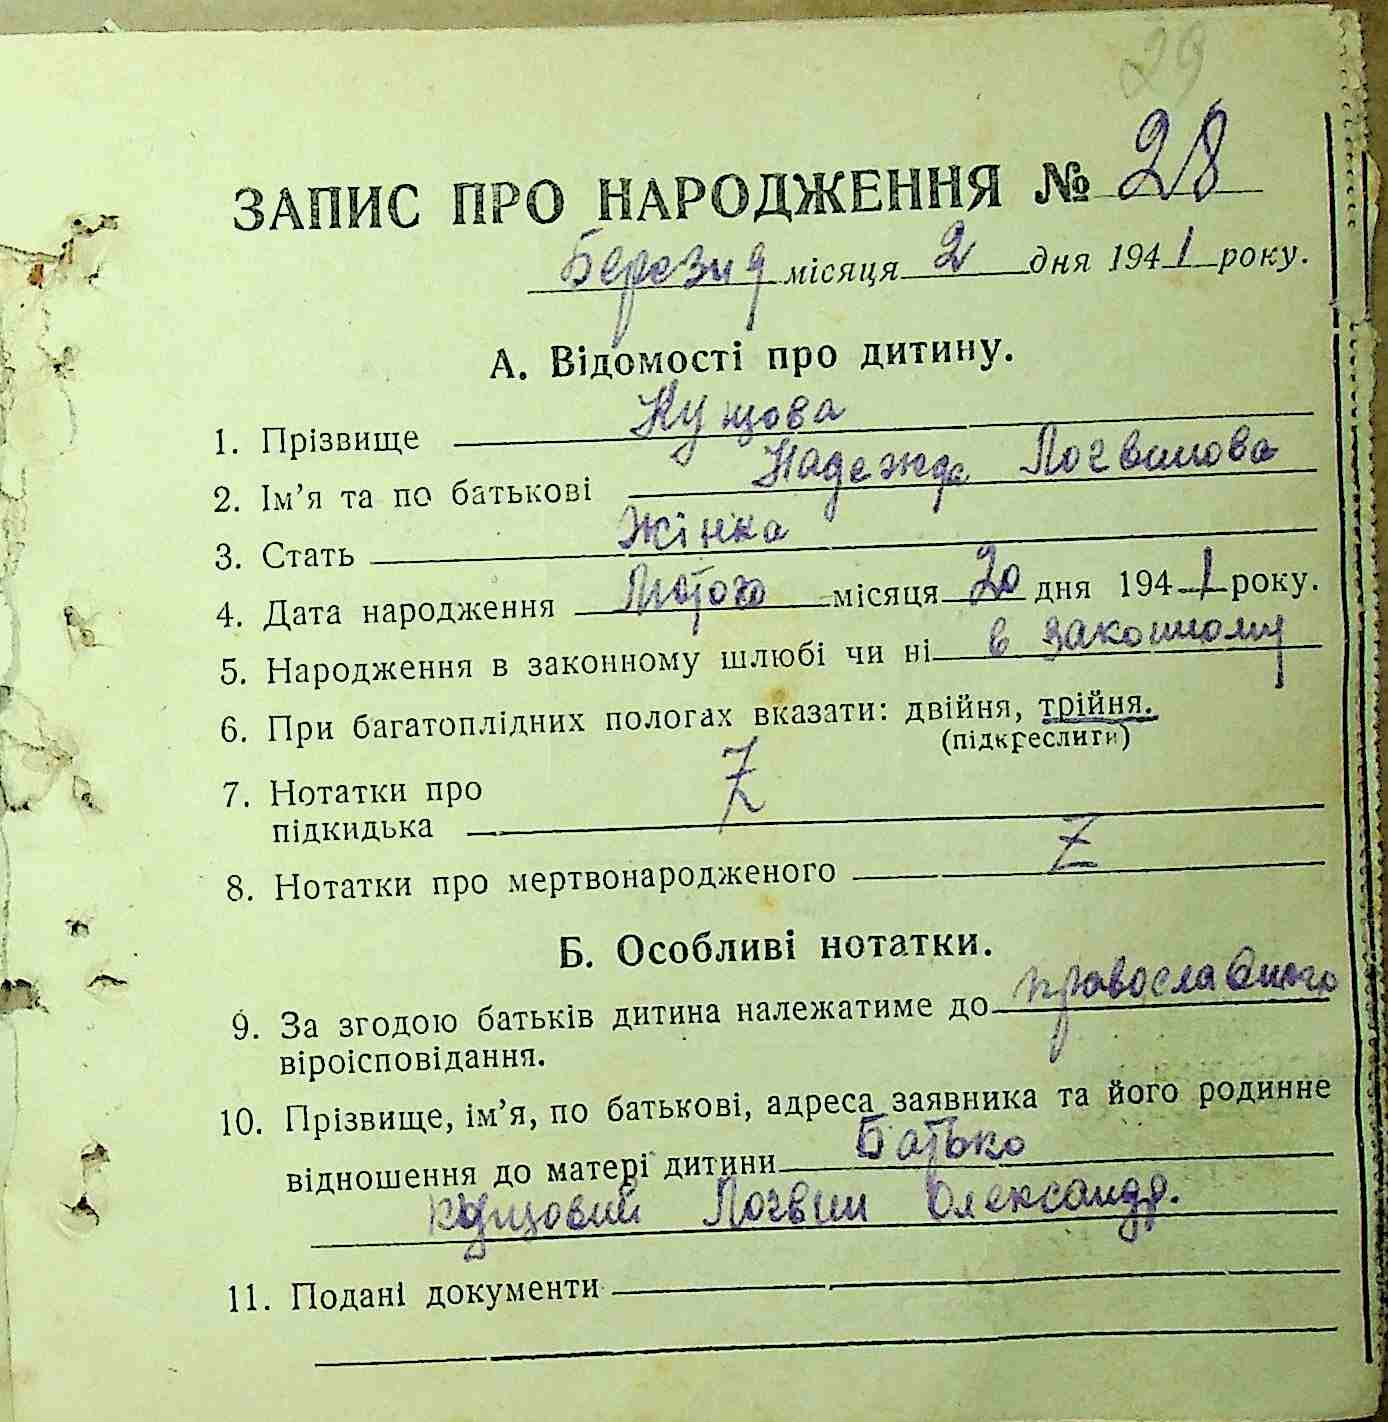 29
ЗАПИС ПРО НАРОДЖЕННЯ № 28
Березня місяця 2 дня 1941 року.
А. Відомості про дитину.
1. Прізвище Кунцова
2. Ім'я та по батькові Надежда Логвинова
3. Стать Жінка
4. Дата народження Лютого місяця 20 дня 1941 року.
5. Народження в законному шлюбі чи ні в законному
6. При багатоплідних пологах вказати: двійня, трійня.
(підкреслити)
7. Нотатки про
підкидька Z
8. Нотатки про мертвонародженого Z
Б. Особливі нотатки.
9. За згодою батьків дитина належатиме до православного
віроісповідання.
10. Прізвище, ім'я, по батькові, адреса заявника та його родинне
відношення до матері дитини Батько
Логвин Олександр.
11. Подані документи